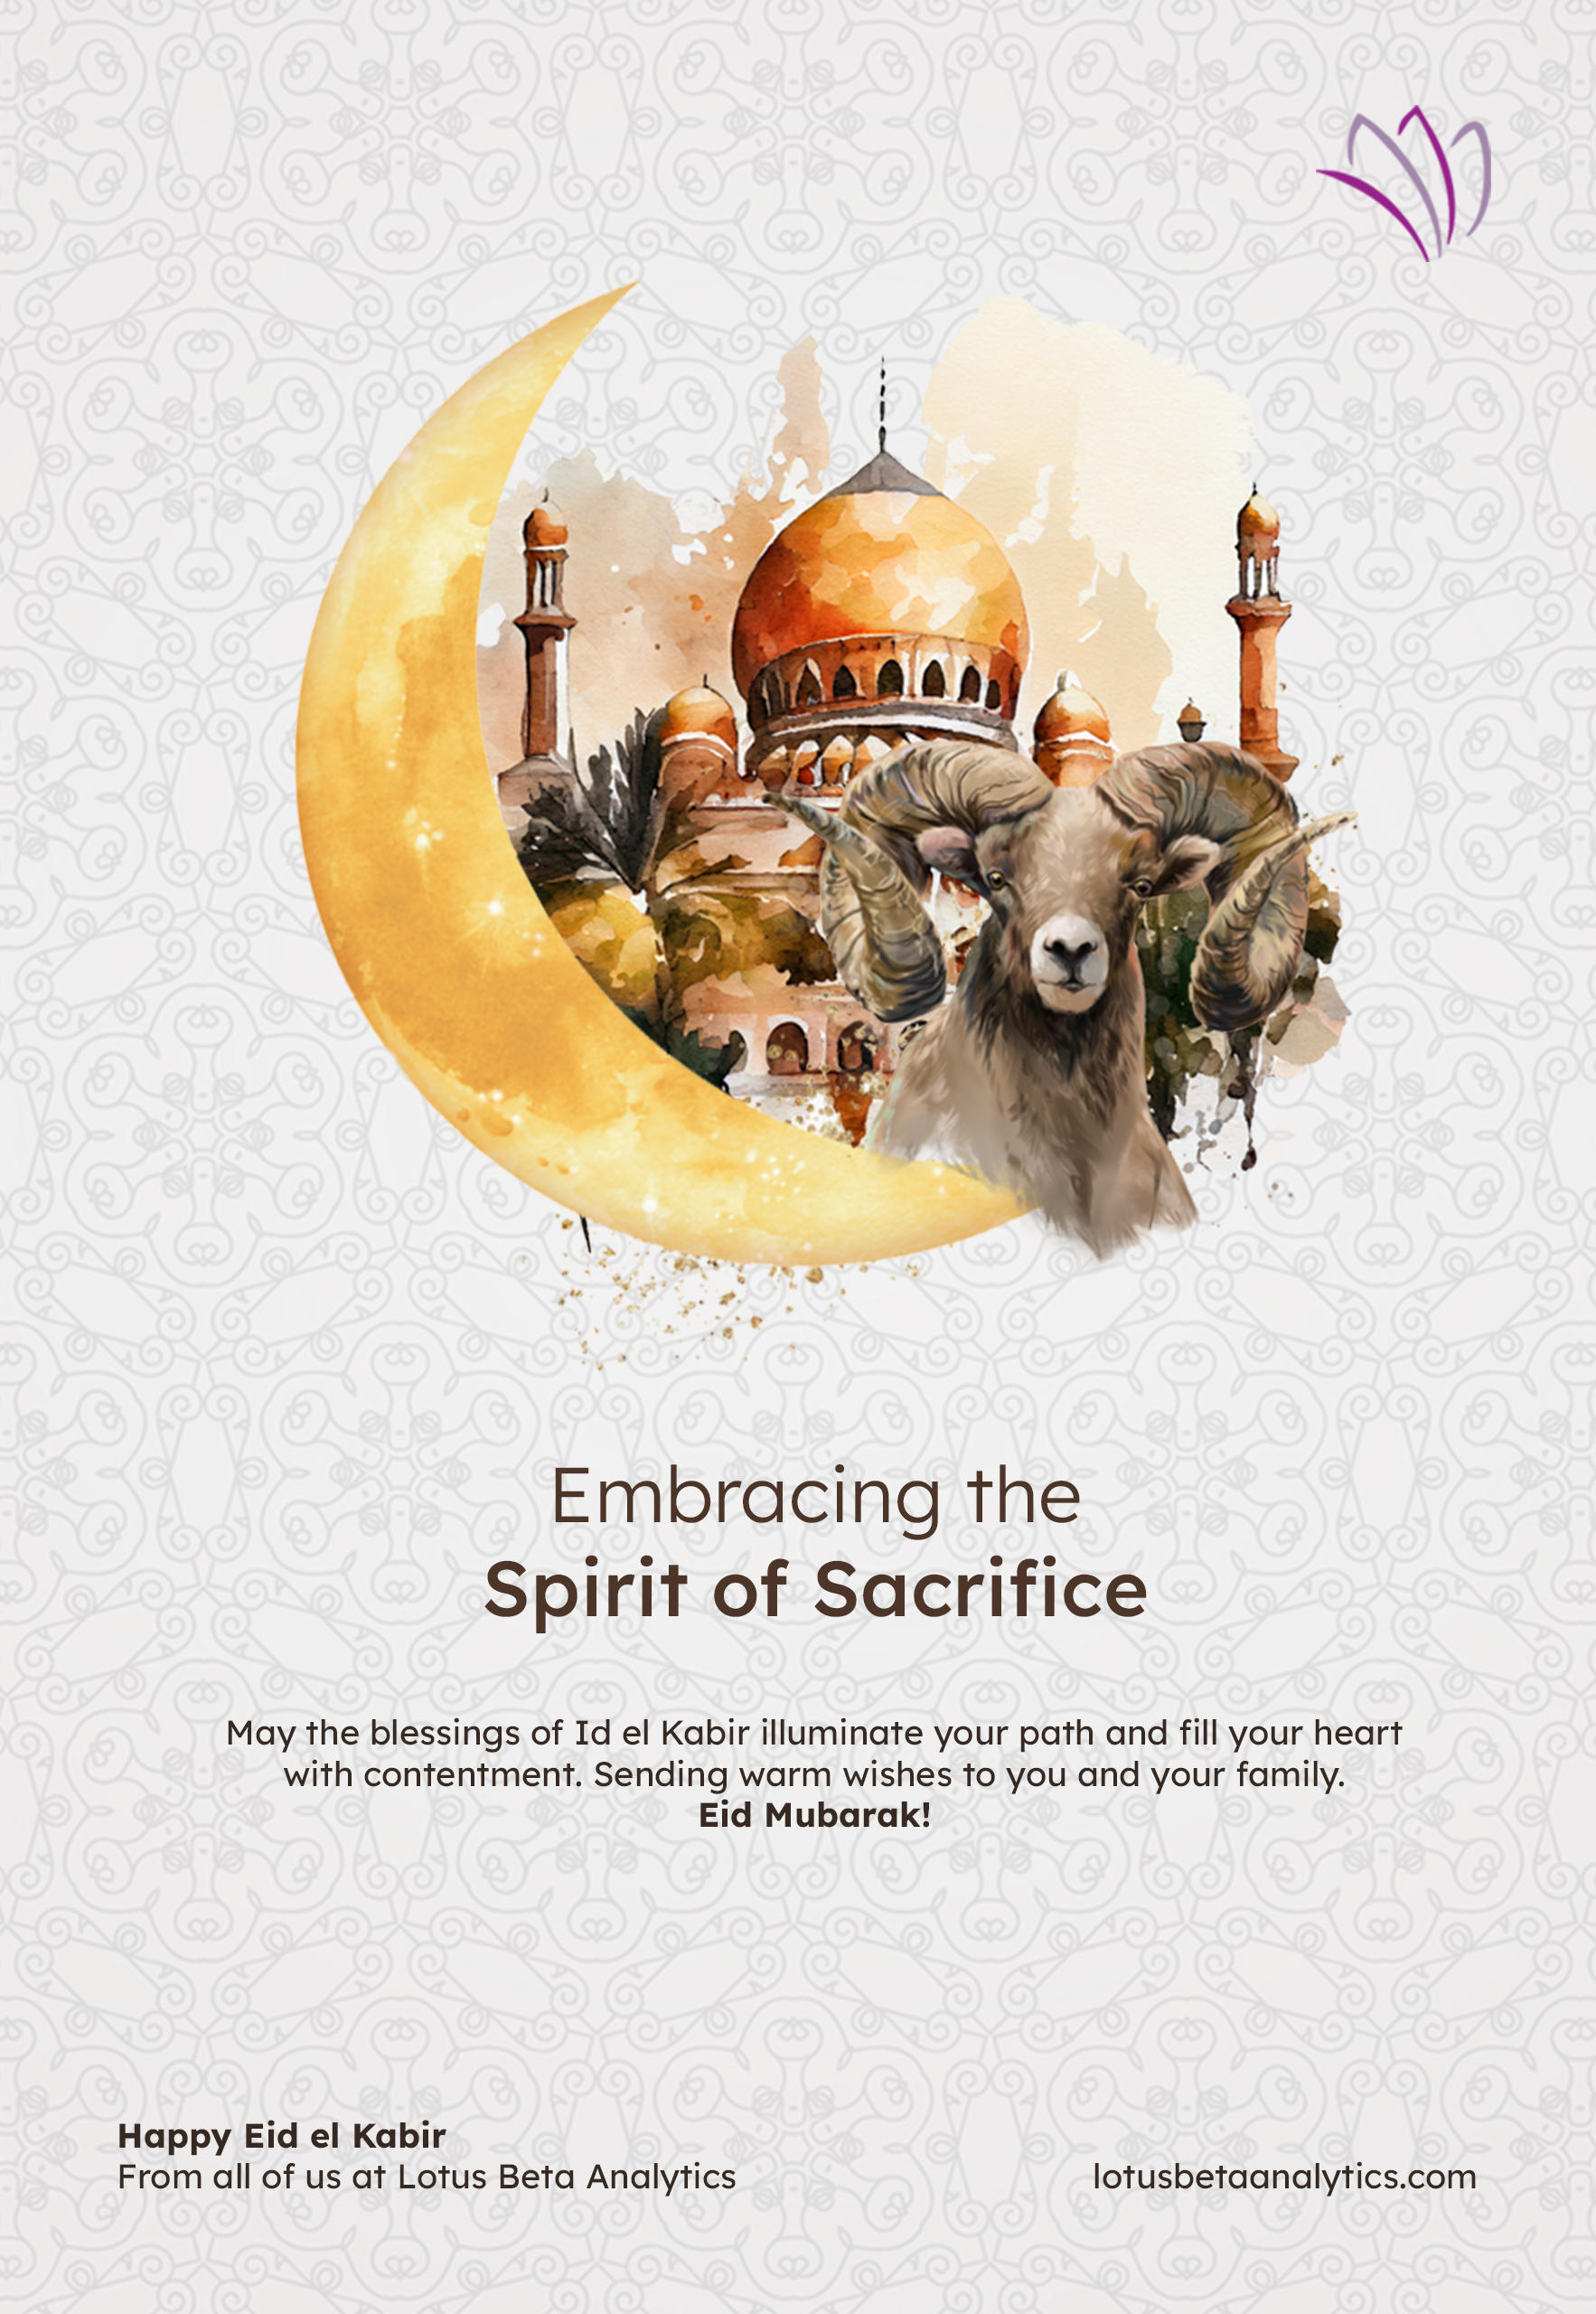 Embracing the
Spirit of Sacrifice
May the blessings of Id el Kabir illuminate your path and fill your heart
with contentment. Sending warm wishes to you and your family.
Eid Mubarak!
Happy Eid el Kabir
From all of us at Lotus Beta Analytics
lotusbetaanalytics.com